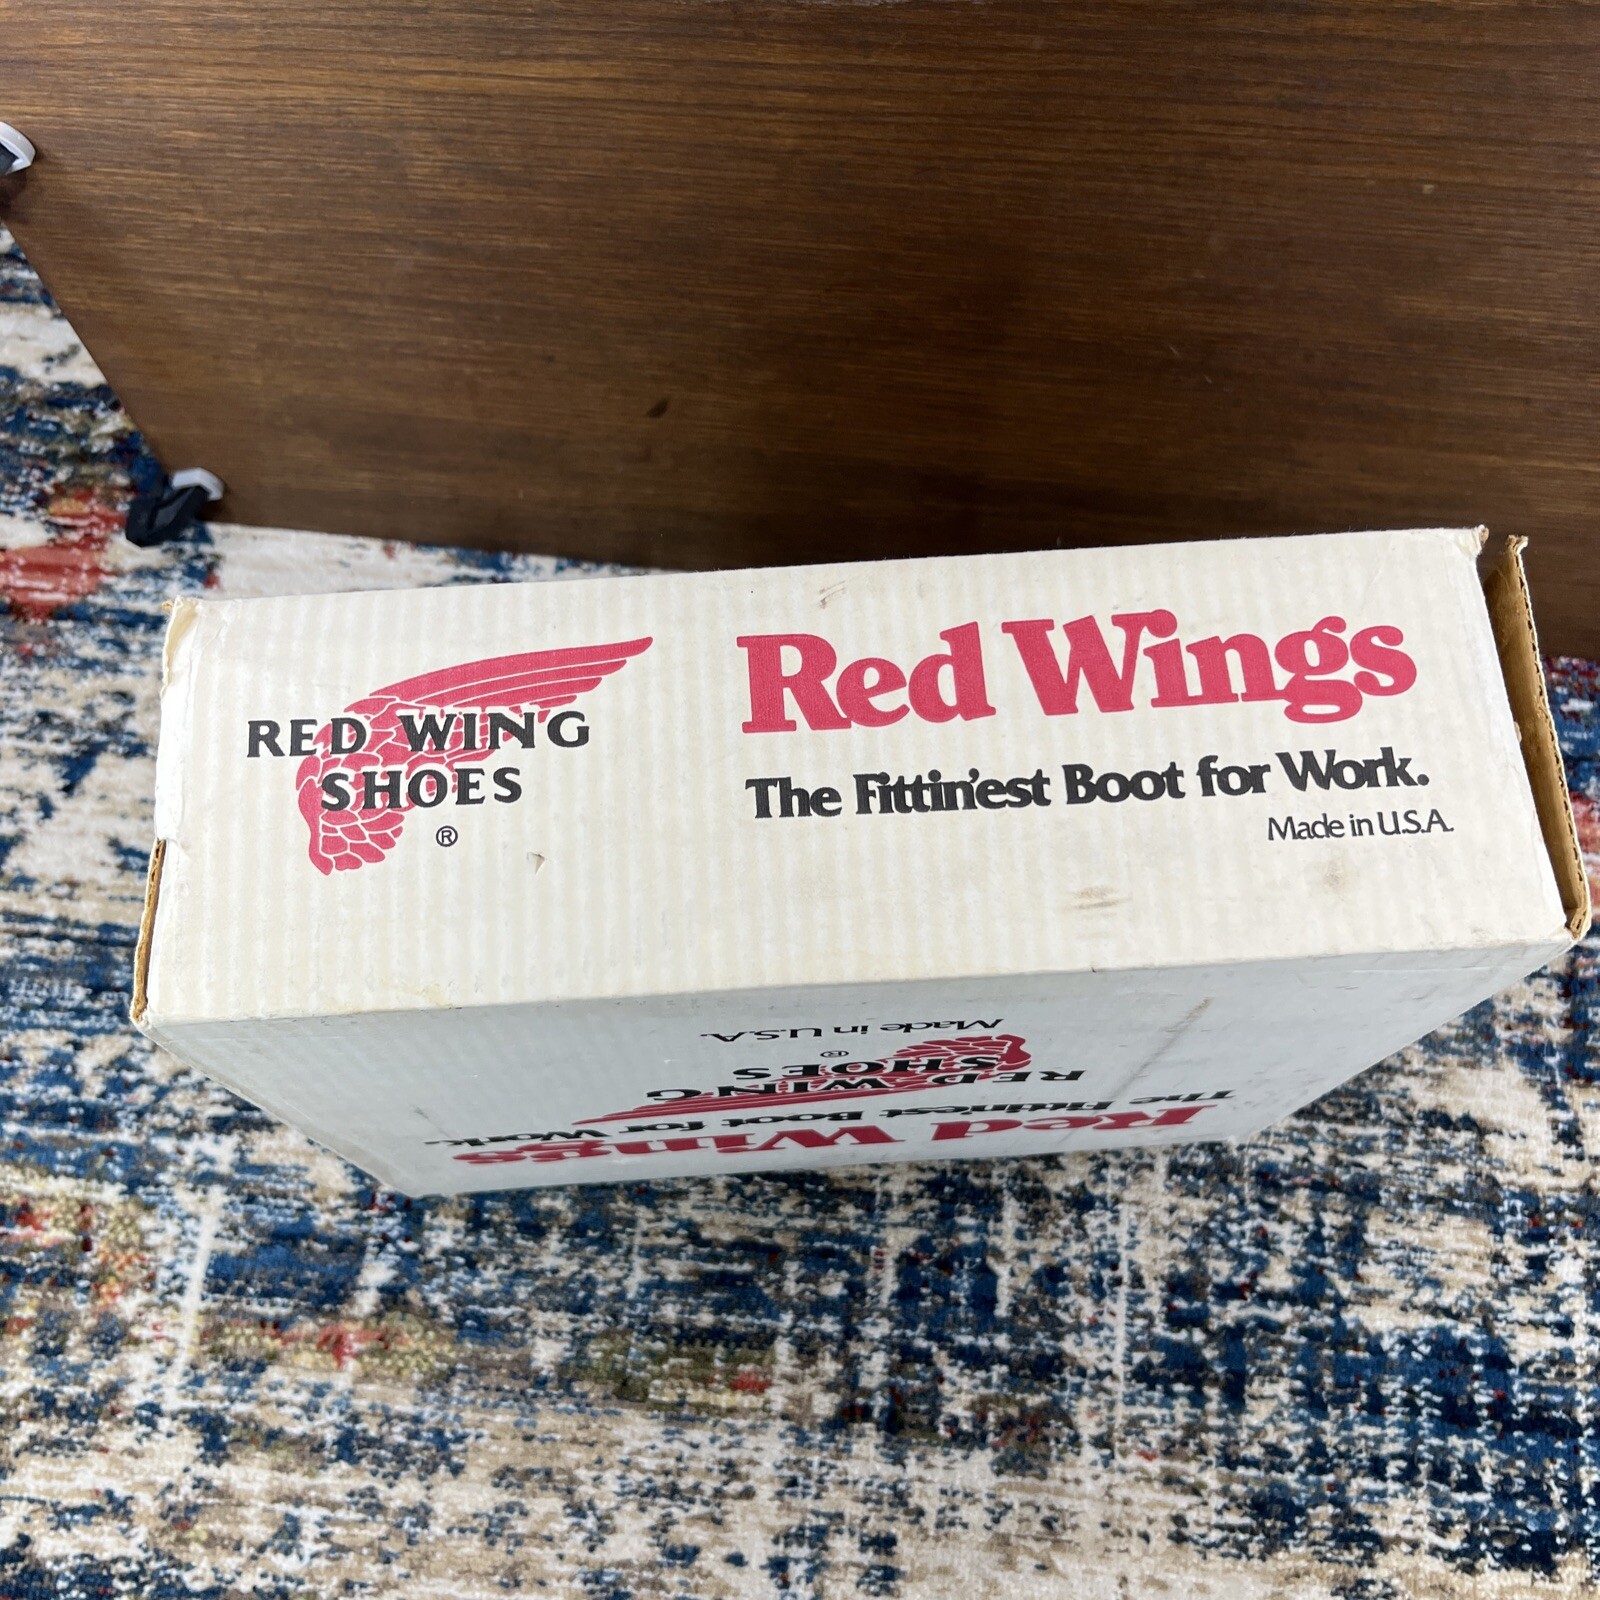 RED WING
SHOES
®
Red Wings
The Fittin'est Boot for Work.
Made in U.S.A.
Red Wings
The Fittin'est Boot for Work.
RED WING
SHOES
®
Made in U.S.A.